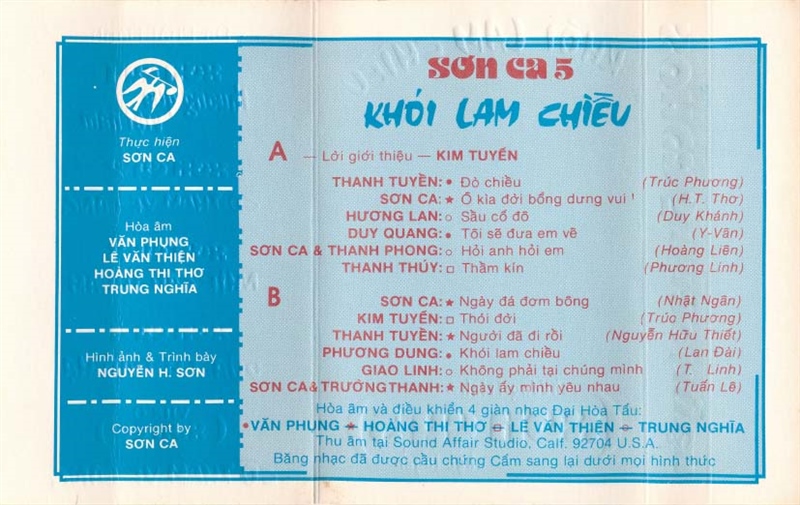 Thực hiện
SƠN CA
Hòa âm
VĂN PHỤNG
LÊ VĂN THIỆN
HOÀNG THI THƠ
TRUNG NGHĨA
Hình ảnh & Trình bày
NGUYỄN H. SƠN
Copyright by
SƠN CA
SƠN CA 5
KHÓI LAM CHIỀU
A — Lời giới thiệu — KIM TUYẾN
THANH TUYỀN: • Đò chiều (Trúc Phương)
SƠN CA: ★ Ô kìa đời bổng dưng vui ! (H.T. Thơ)
HƯƠNG LAN: ○ Sầu cố đô (Duy Khánh)
DUY QUANG: • Tôi sẽ đưa em về (Y-Vân)
SƠN CA & THANH PHONG: ○ Hỏi anh hỏi em (Hoàng Liên)
THANH THÚY: □ Thầm kín (Phương Linh)
B
SƠN CA: ★ Ngày đá đơm bông (Nhật Ngân)
KIM TUYẾN: □ Thói đời (Trúc Phương)
THANH TUYỀN: ★ Người đã đi rồi (Nguyễn Hữu Thiết)
PHƯƠNG DUNG: • Khói lam chiều (Lan Đài)
GIAO LINH: ○ Không phải tại chúng mình (T. Linh)
SƠN CA & TRƯỜNG THANH: ★ Ngày ấy mình yêu nhau (Tuấn Lê)
Hòa âm và điều khiển 4 giàn nhạc Đại Hòa Tấu:
• VĂN PHỤNG ★ HOÀNG THI THƠ ○ LÊ VĂN THIỆN □ TRUNG NGHĨA
Thu âm tại Sound Affair Studio, Calf. 92704 U.S.A.
Băng nhạc đã được cầu chứng Cấm sang lại dưới mọi hình thức